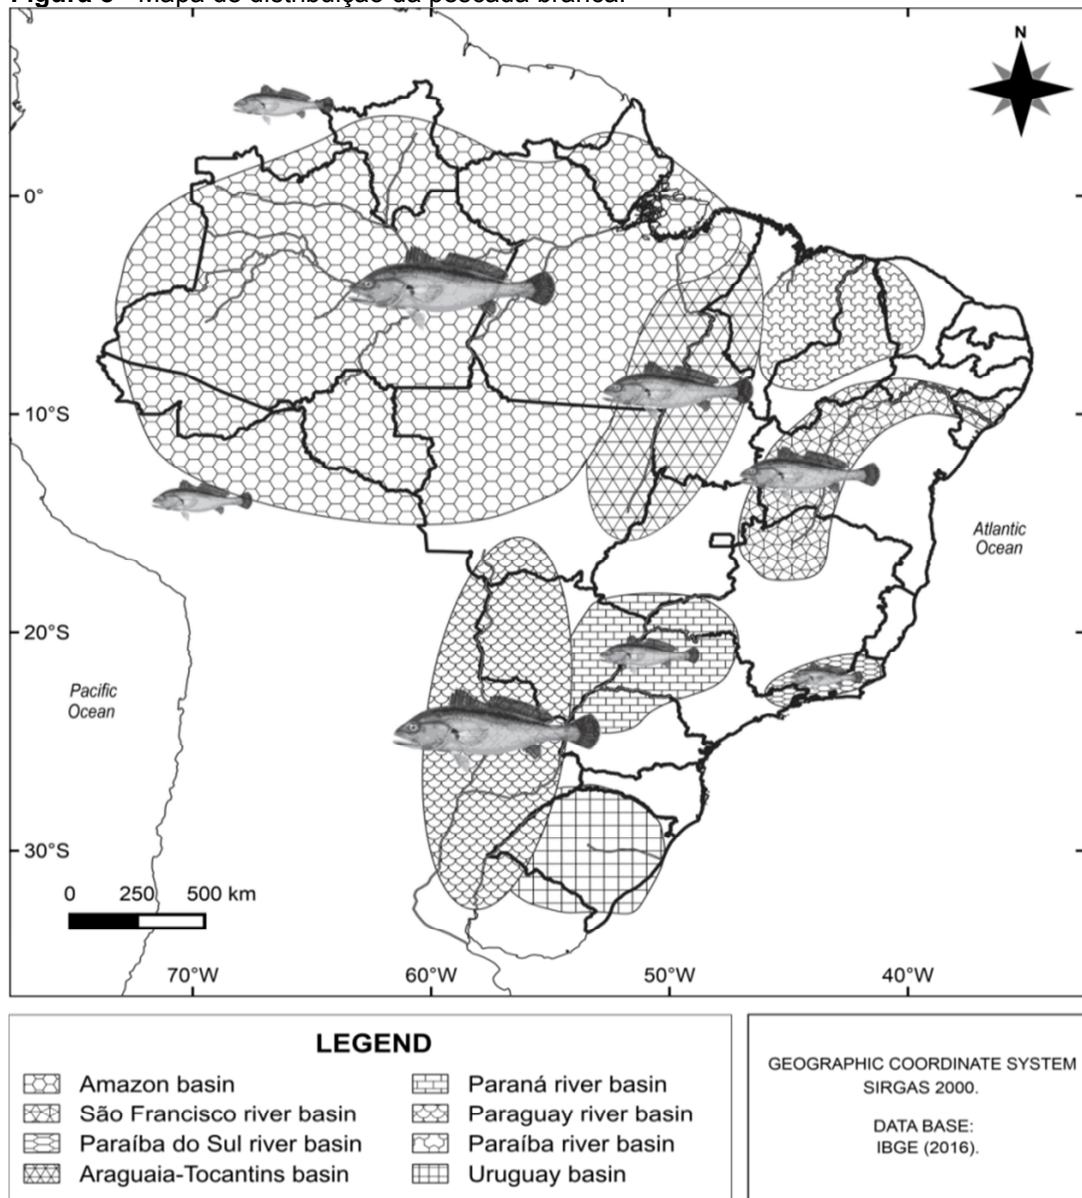 Figura 3 - Mapa de distribuição da pescada branca.
N
0°
10°S
20°S
30°S
Atlantic
Ocean
Pacific
Ocean
0 250 500 km
70°W 60°W 50°W 40°W
LEGEND
Amazon basin
São Francisco river basin
Paraíba do Sul river basin
Araguaia-Tocantins basin
Paraná river basin
Paraguay river basin
Paraíba river basin
Uruguay basin
GEOGRAPHIC COORDINATE SYSTEM
SIRGAS 2000.
DATA BASE:
IBGE (2016).